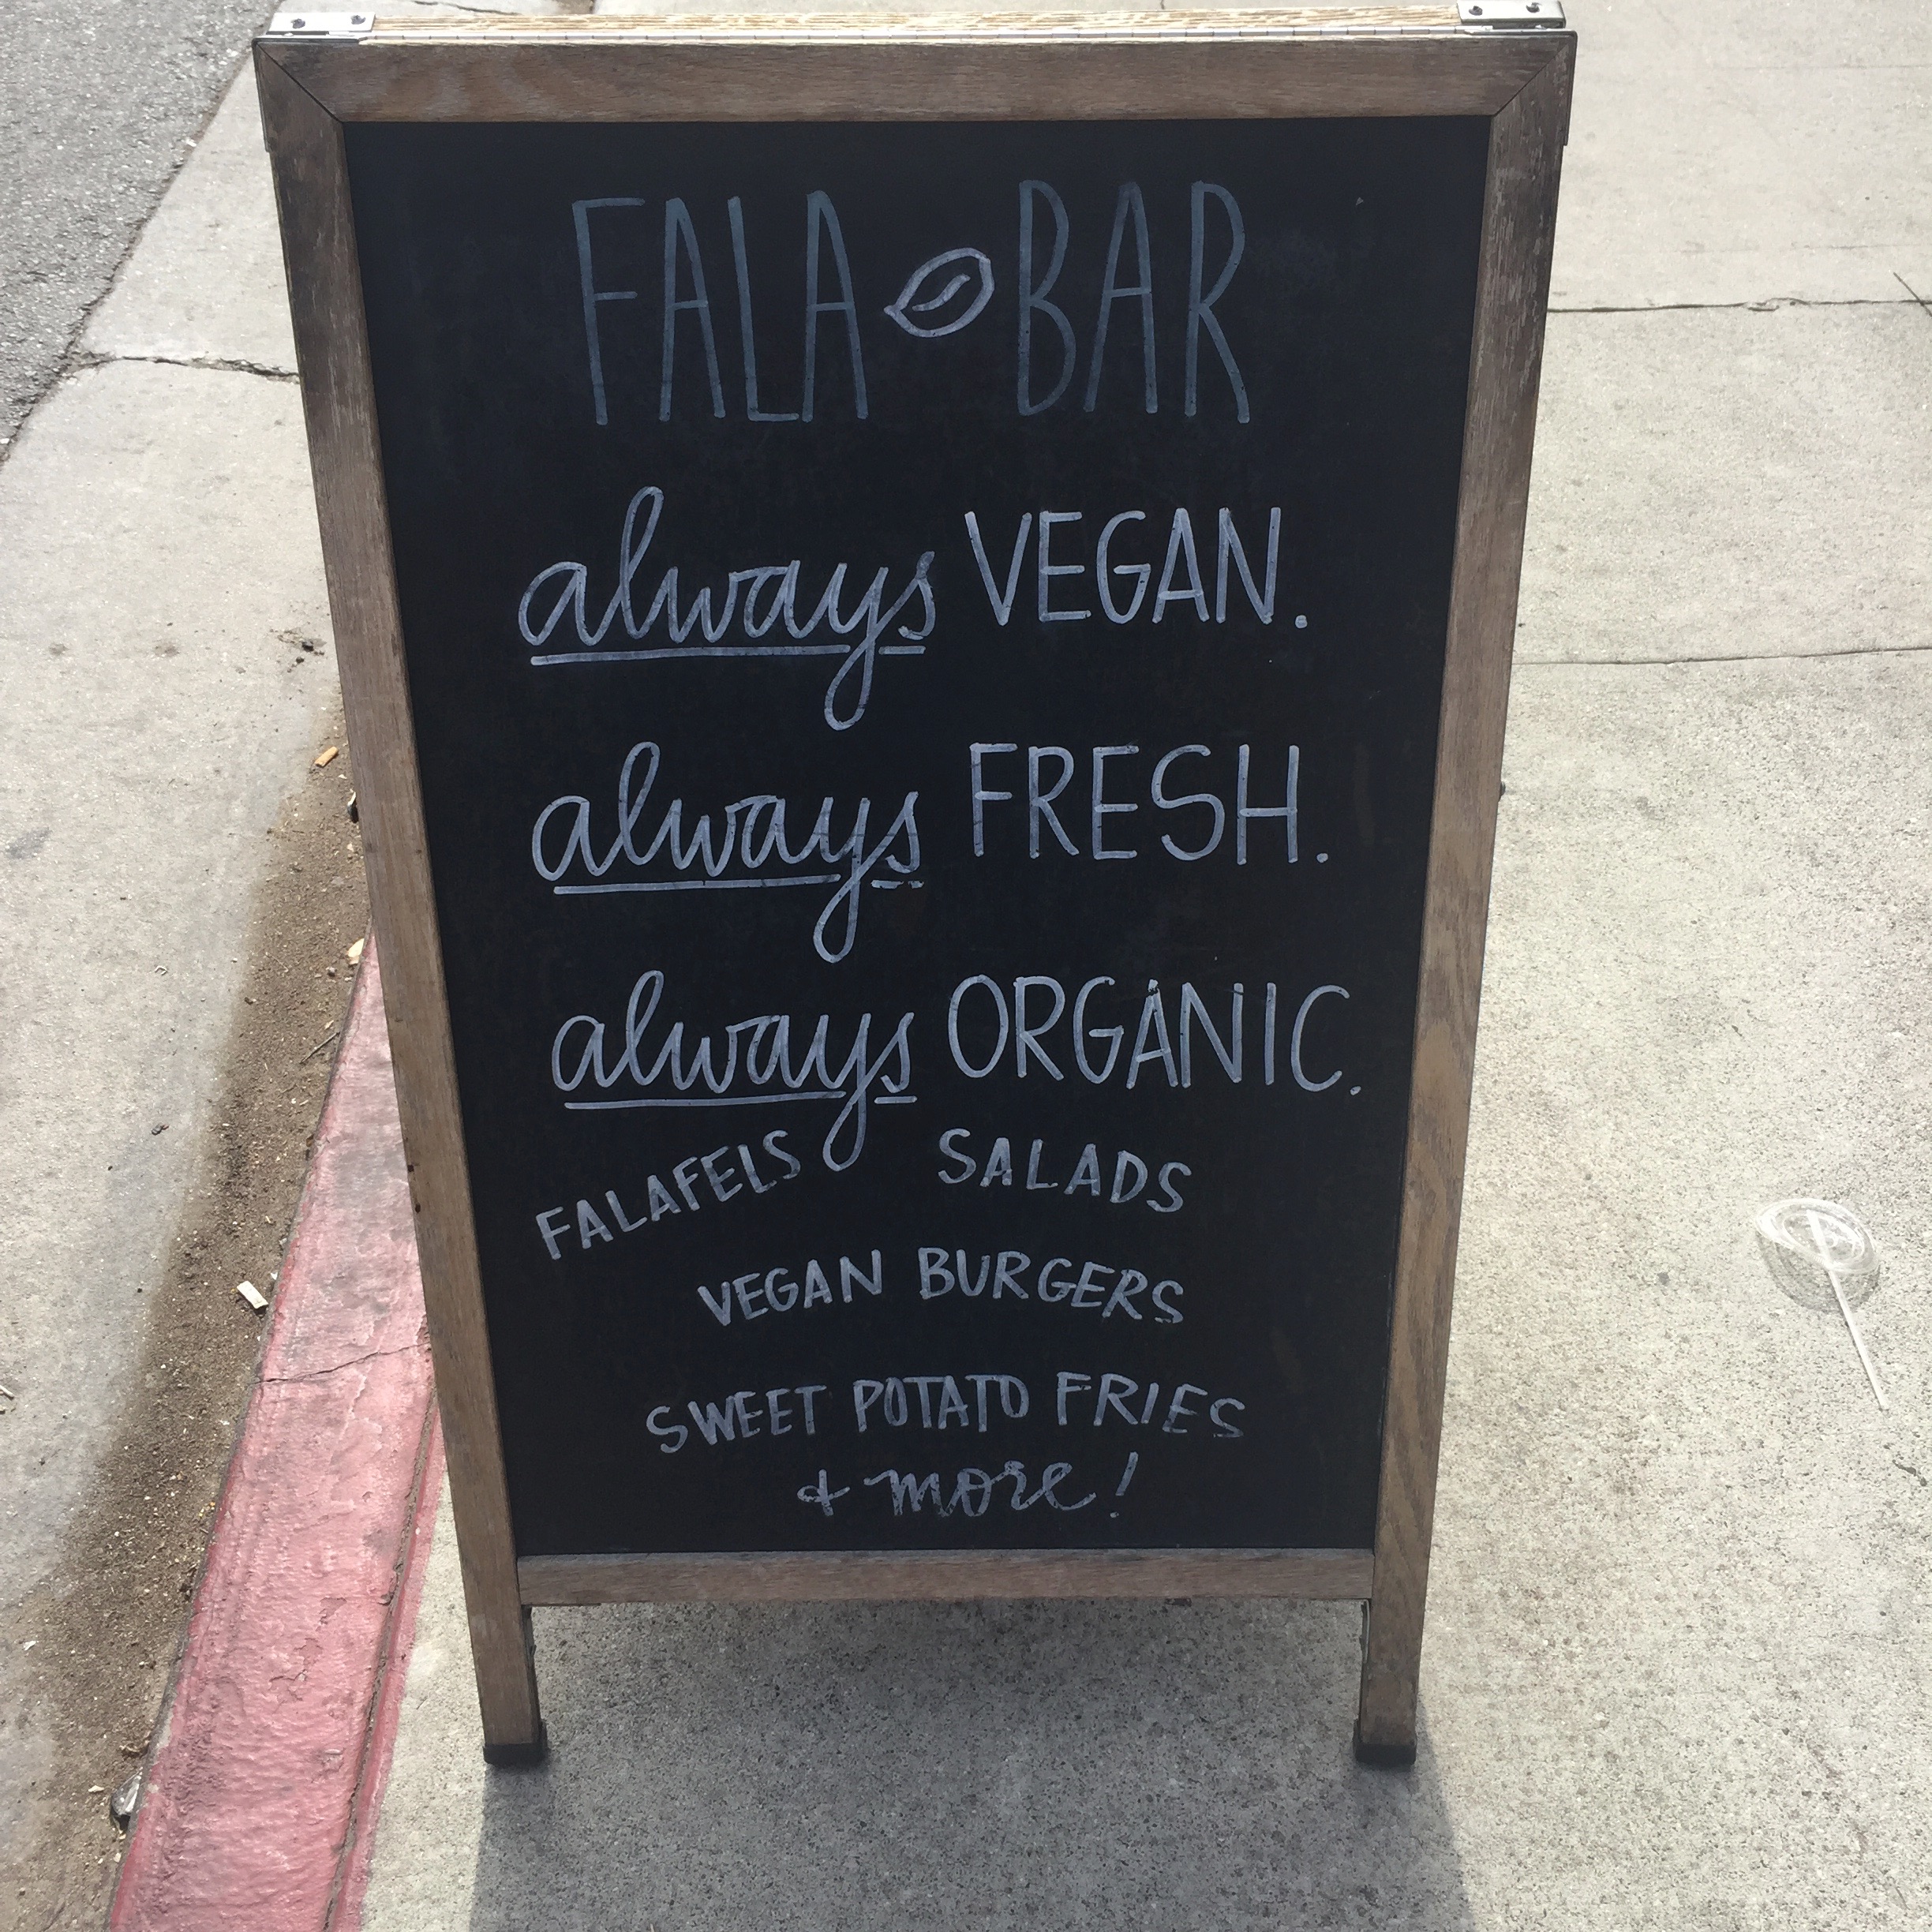 FALA BAR
always VEGAN.
always FRESH.
always ORGANIC.
FALAFELS SALADS
VEGAN BURGERS
SWEET POTATO FRIES
+ more!